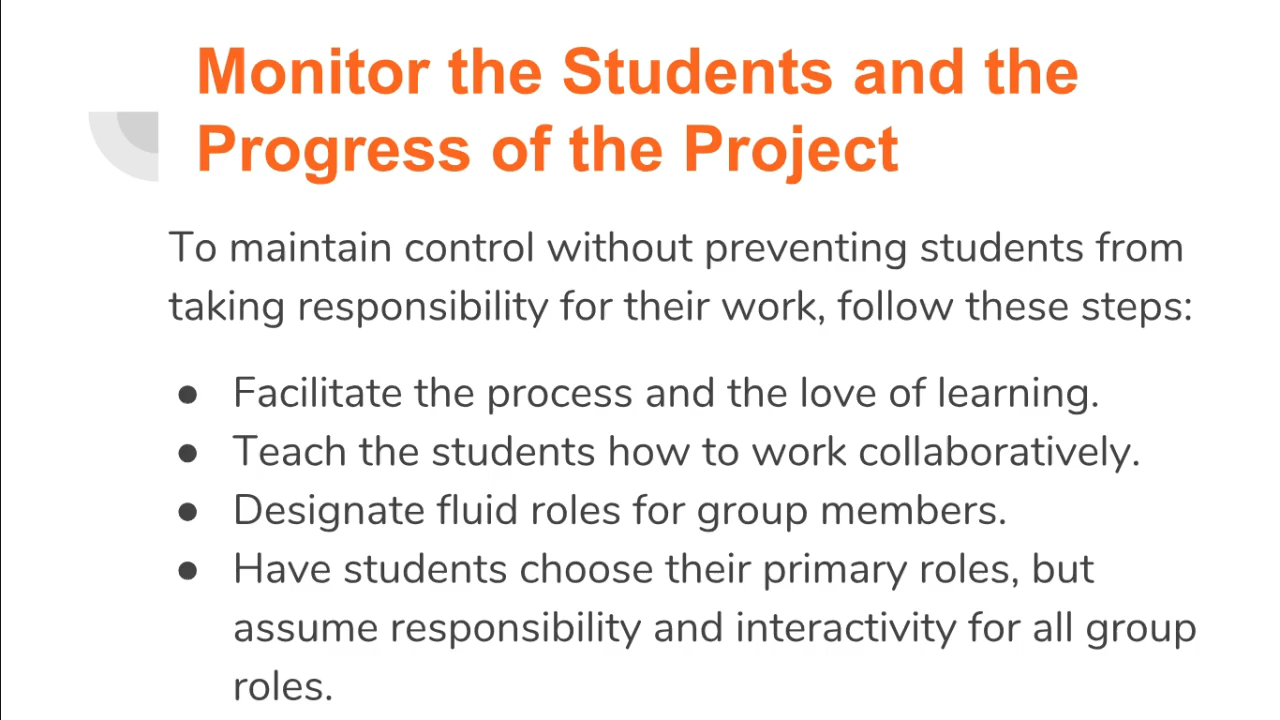 Monitor the Students and the
Progress of the Project
To maintain control without preventing students from
taking responsibility for their work, follow these steps:
● Facilitate the process and the love of learning.
● Teach the students how to work collaboratively.
● Designate fluid roles for group members.
● Have students choose their primary roles, but
assume responsibility and interactivity for all group
roles.